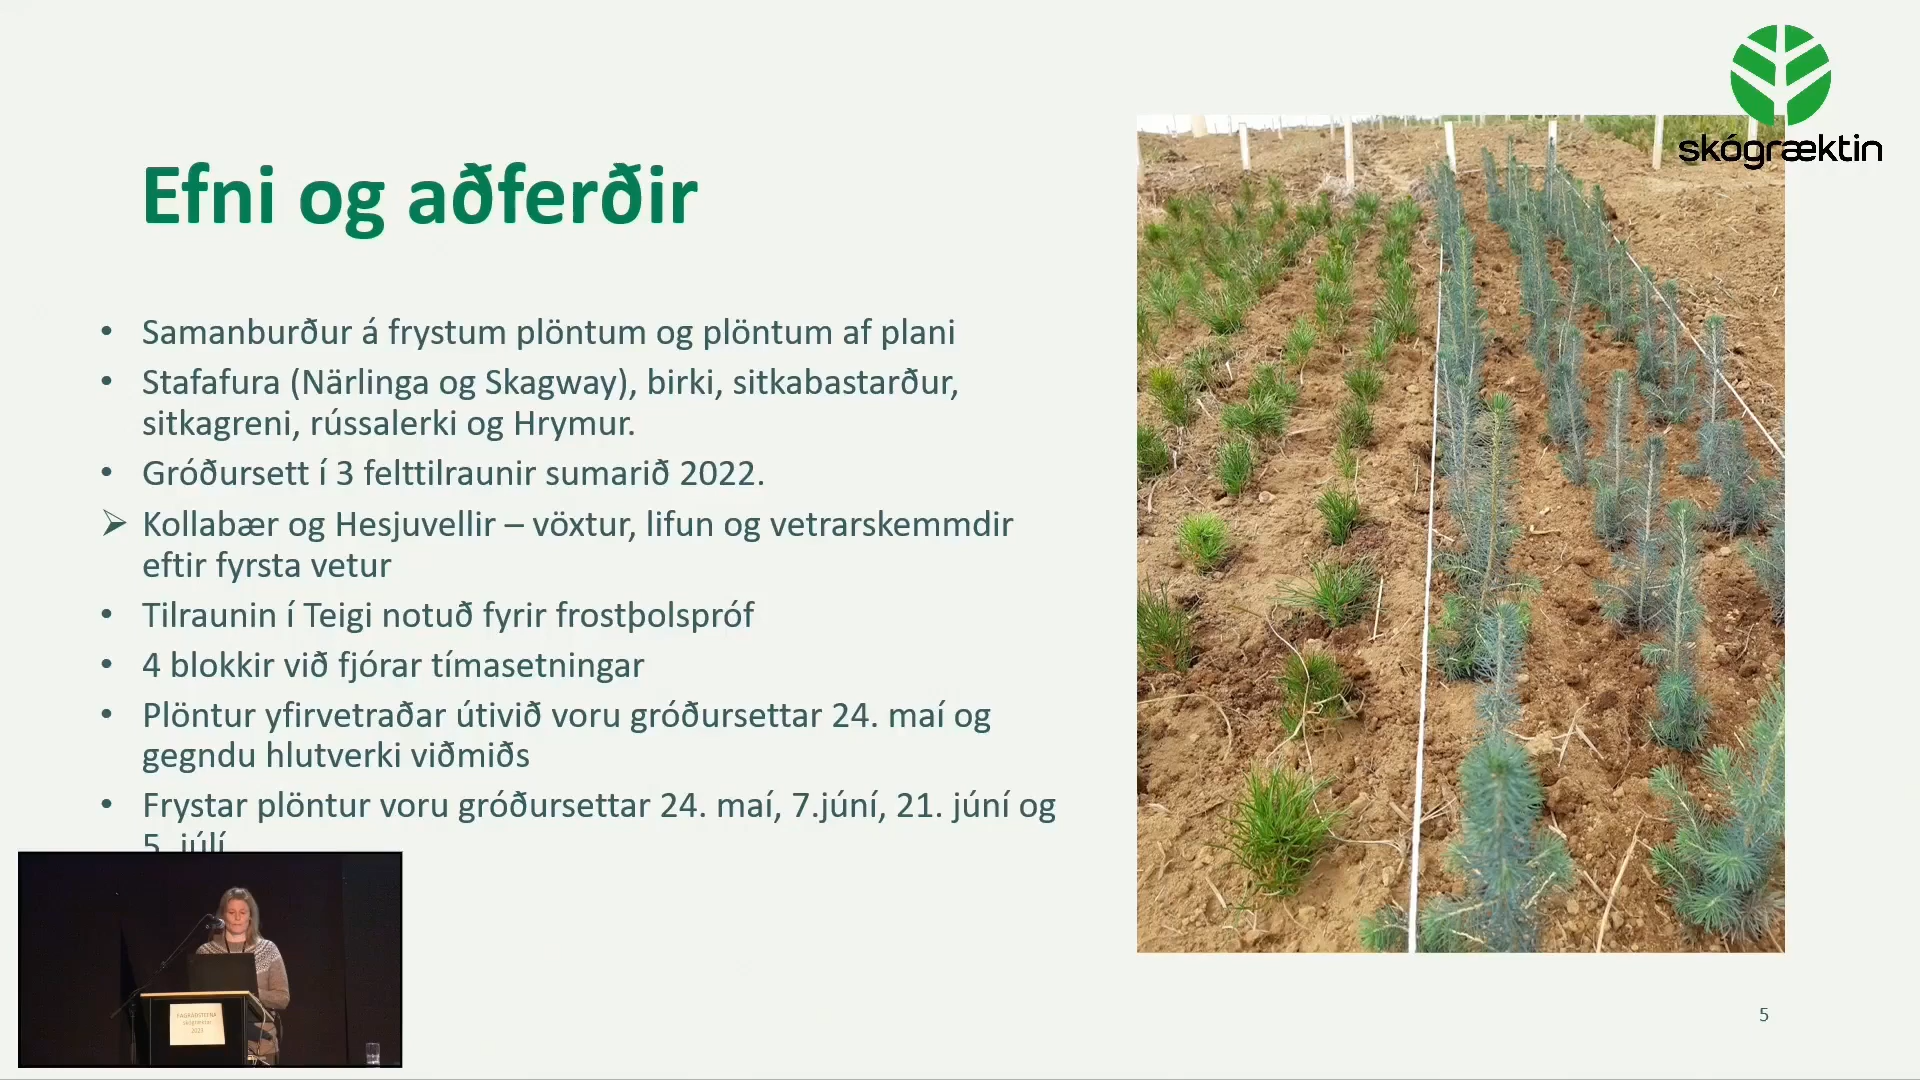 skógræktin
Efni og aðferðir
• Samanburður á frystum plöntum og plöntum af plani
• Stafafura (Närlinga og Skagway), birki, sitkabastarður,
sitkagreni, rússalerki og Hrymur.
• Gróðursett í 3 felttilraunir sumarið 2022.
➢ Kollabær og Hesjuvellir – vöxtur, lifun og vetrarskemmdir
eftir fyrsta vetur
• Tilraunin í Teigi notuð fyrir frostþolspróf
• 4 blokkir við fjórar tímasetningar
• Plöntur yfirvetraðar útivið voru gróðursettar 24. maí og
gegndu hlutverki viðmiðs
• Frystar plöntur voru gróðursettar 24. maí, 7.júní, 21. júní og
5. júlí
FAGRÁÐSTEFNA
skógræktar
2023
5